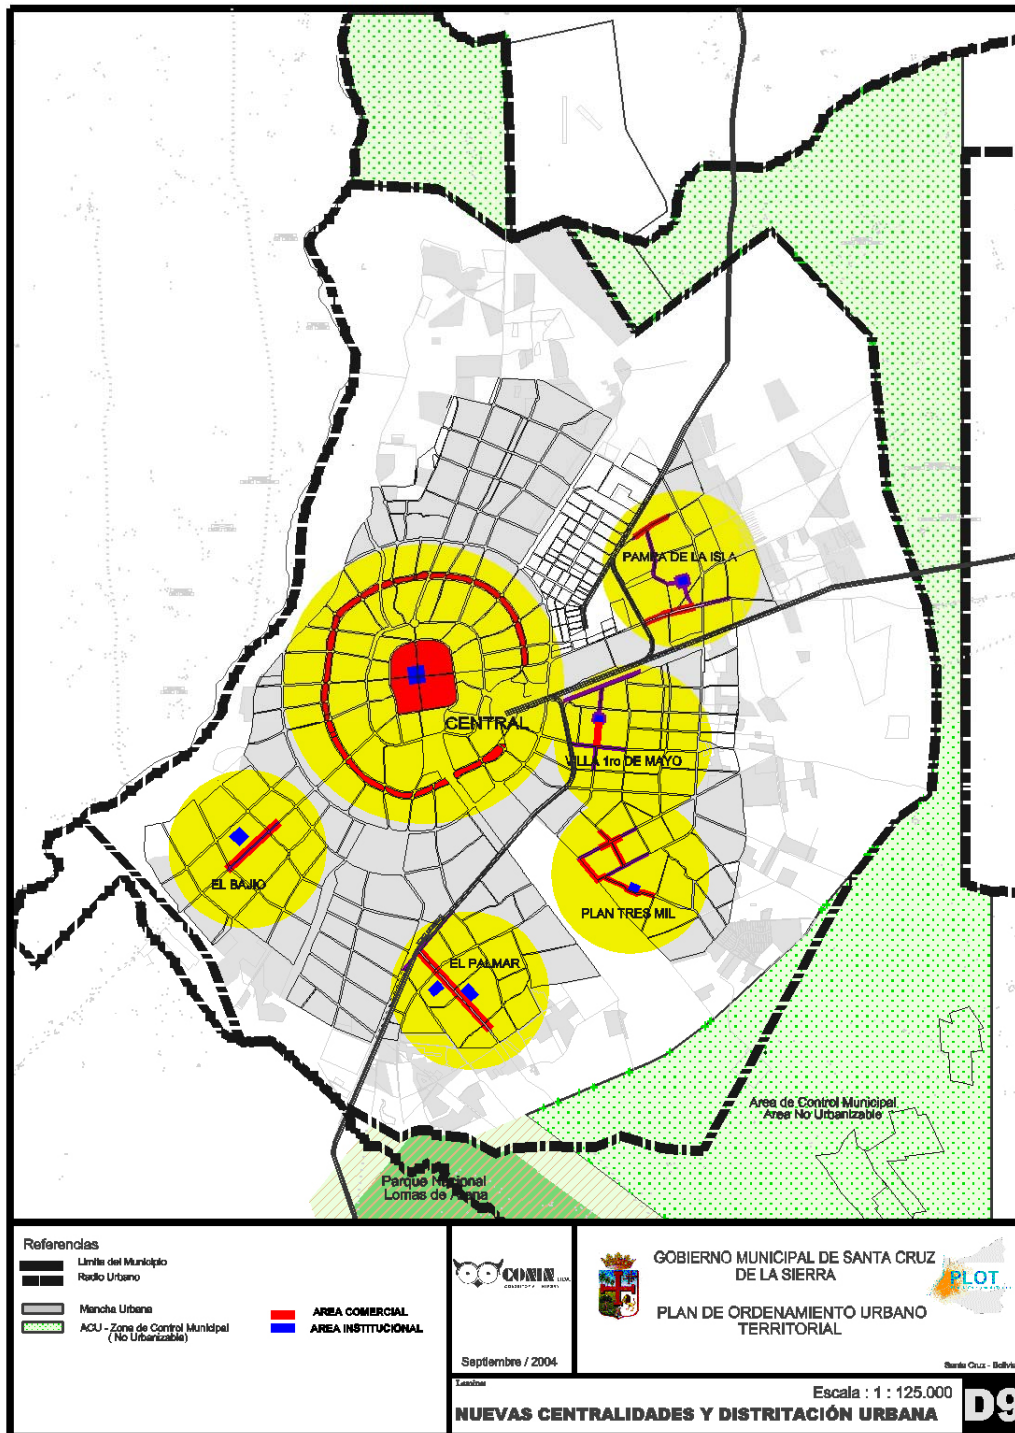 PAMPA DE LA ISLA
CENTRAL
VILLA 1ro DE MAYO
EL BAJIO
PLAN TRES MIL
EL PALMAR
Area de Control Municipal
Area No Urbanizable
Parque Nacional
Lomas de Arena
Referencias
Limite del Municipio
Radio Urbano
Mancha Urbana
ACU - Zona de Control Municipal
( No Urbanizable)
AREA COMERCIAL
AREA INSTITUCIONAL
CONIN LTDA.
Septiembre / 2004
GOBIERNO MUNICIPAL DE SANTA CRUZ
DE LA SIERRA
PLAN DE ORDENAMIENTO URBANO
TERRITORIAL
PLOT
Santa Cruz - Bolivia
Lamina:
Escala : 1 : 125.000
NUEVAS CENTRALIDADES Y DISTRITACIÓN URBANA
D9